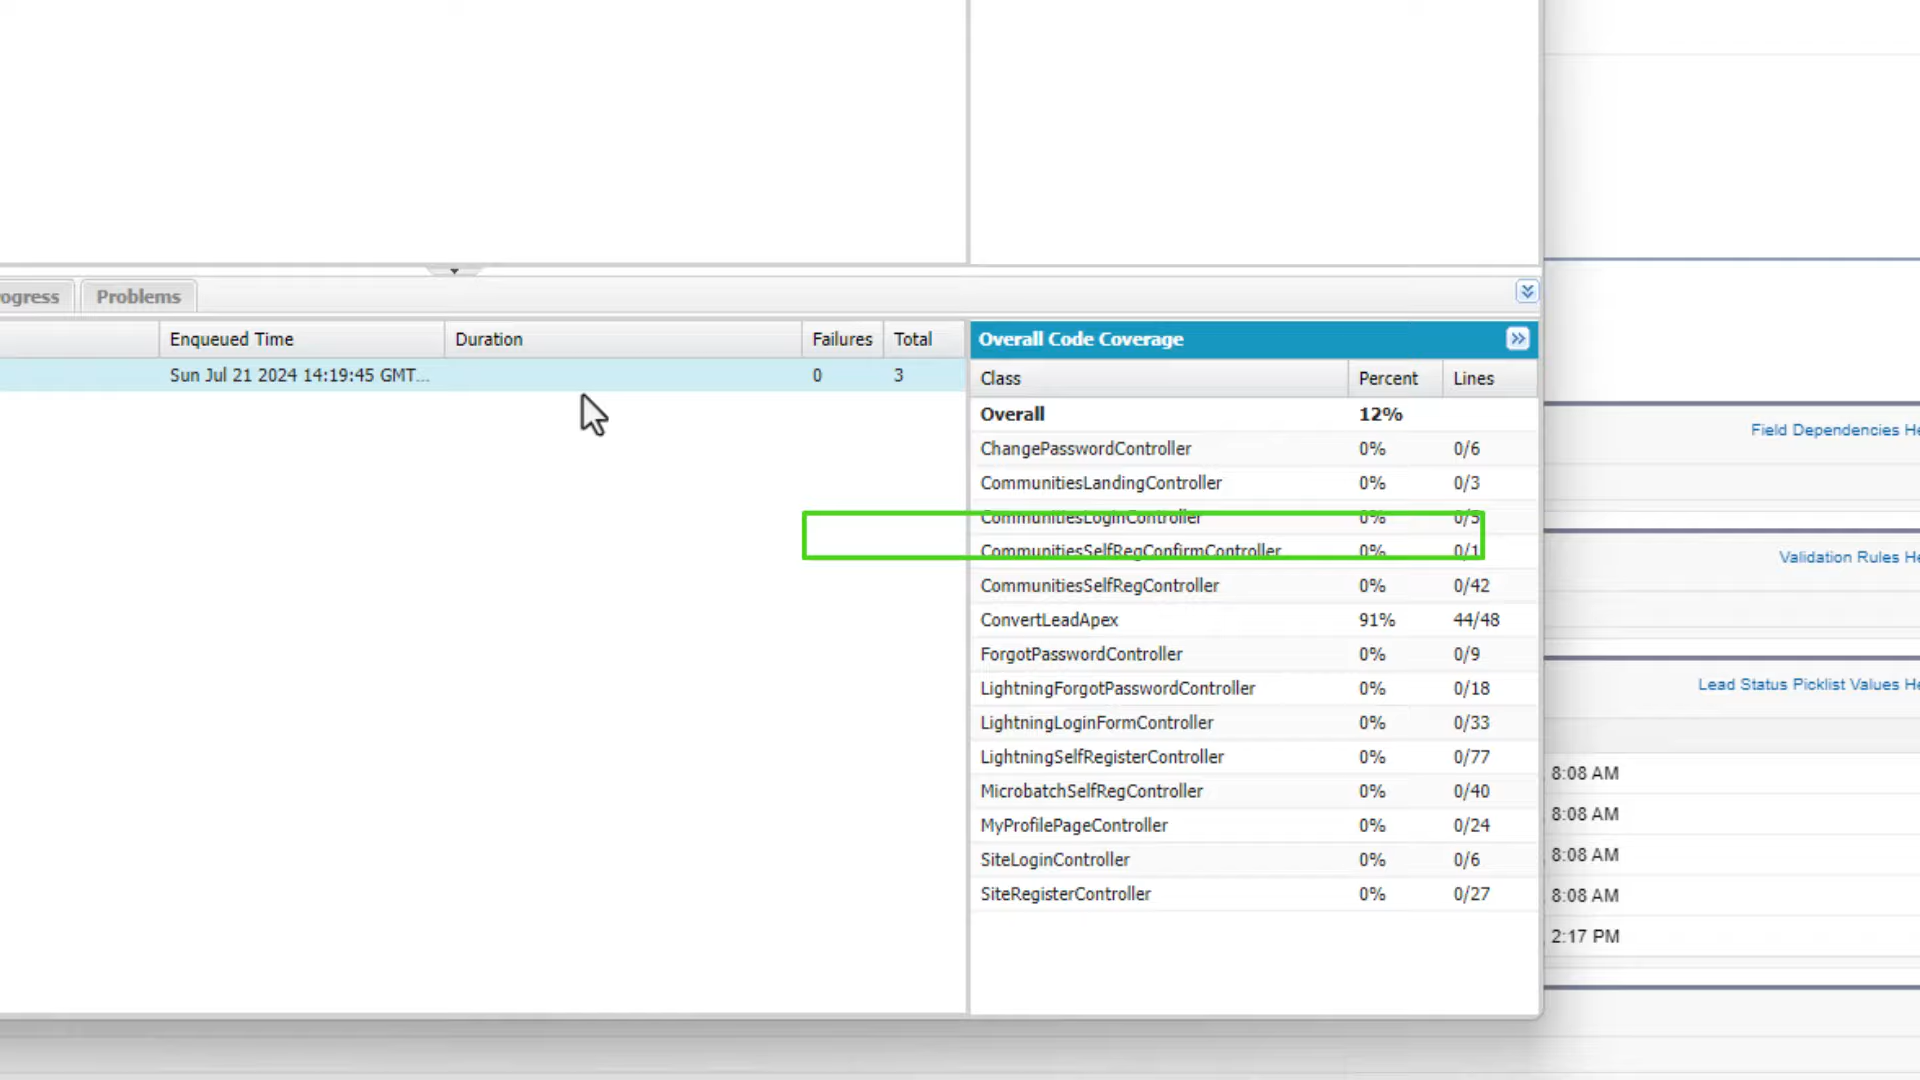 ogress Problems
Enqueued Time Duration Failures Total
Sun Jul 21 2024 14:19:45 GMT... 0 3
Overall Code Coverage
Class Percent Lines
Overall 12%
ChangePasswordController 0% 0/6
CommunitiesLandingController 0% 0/3
CommunitiesLoginController 0% 0/5
CommunitiesSelfRegConfirmController 0% 0/1
CommunitiesSelfRegController 0% 0/42
ConvertLeadApex 91% 44/48
ForgotPasswordController 0% 0/9
LightningForgotPasswordController 0% 0/18
LightningLoginFormController 0% 0/33
LightningSelfRegisterController 0% 0/77
MicrobatchSelfRegController 0% 0/40
MyProfilePageController 0% 0/24
SiteLoginController 0% 0/6
SiteRegisterController 0% 0/27
Field Dependencies He
Validation Rules He
Lead Status Picklist Values He
8:08 AM
8:08 AM
8:08 AM
8:08 AM
2:17 PM